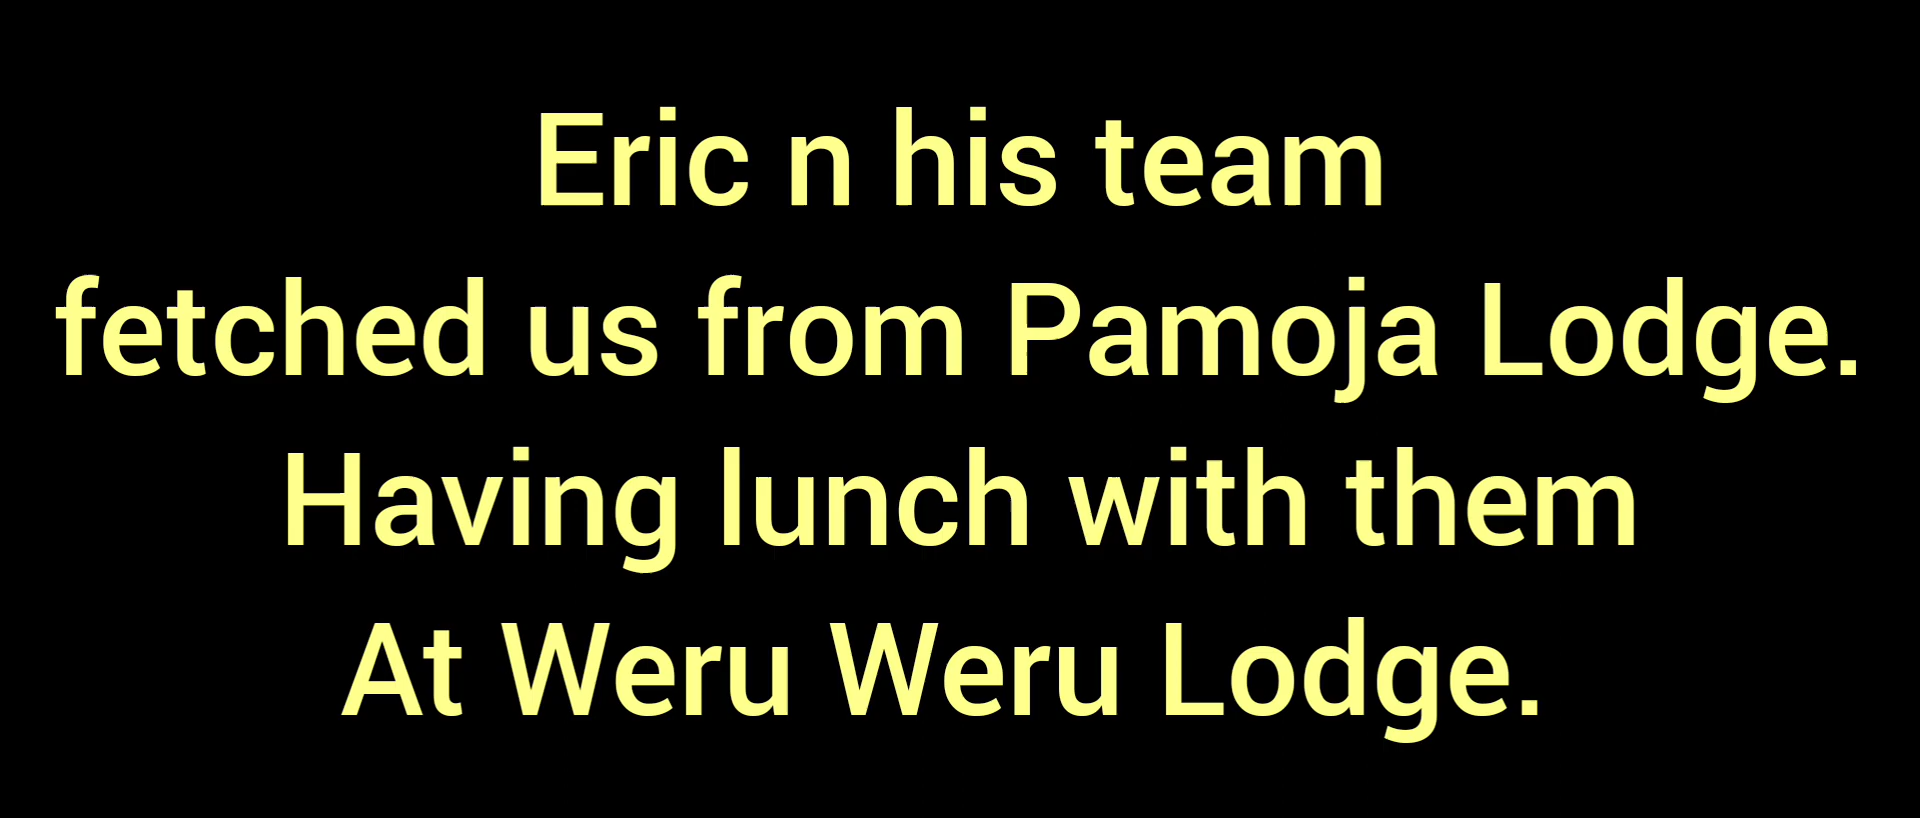 Eric n his team
fetched us from Pamoja Lodge.
Having lunch with them
At Weru Weru Lodge.